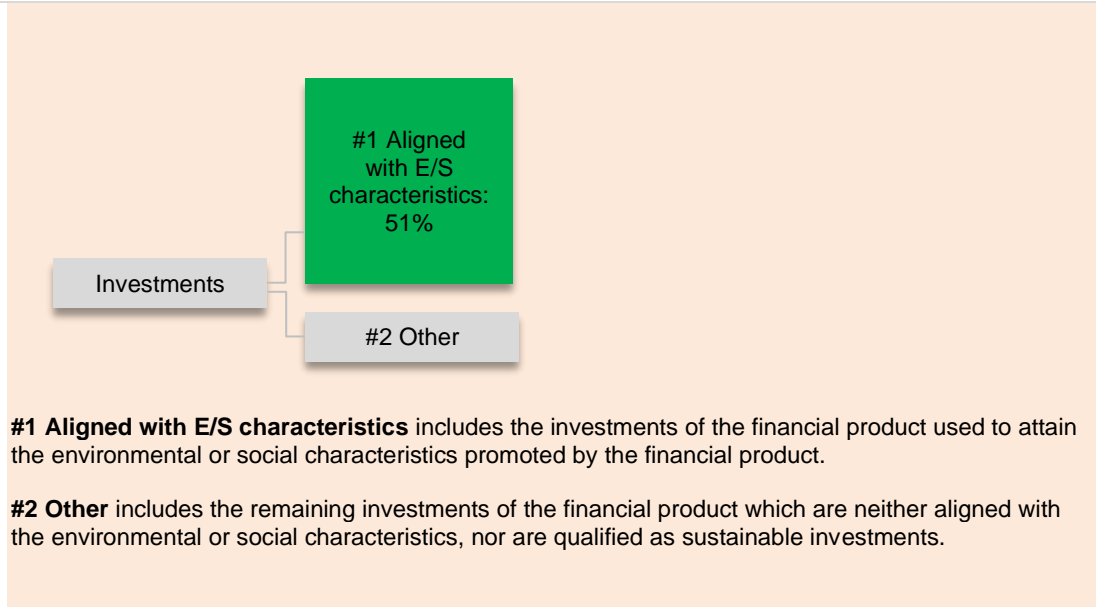 #1 Aligned
with E/S
characteristics:
51%
Investments
#2 Other
#1 Aligned with E/S characteristics includes the investments of the financial product used to attain
the environmental or social characteristics promoted by the financial product.
#2 Other includes the remaining investments of the financial product which are neither aligned with
the environmental or social characteristics, nor are qualified as sustainable investments.